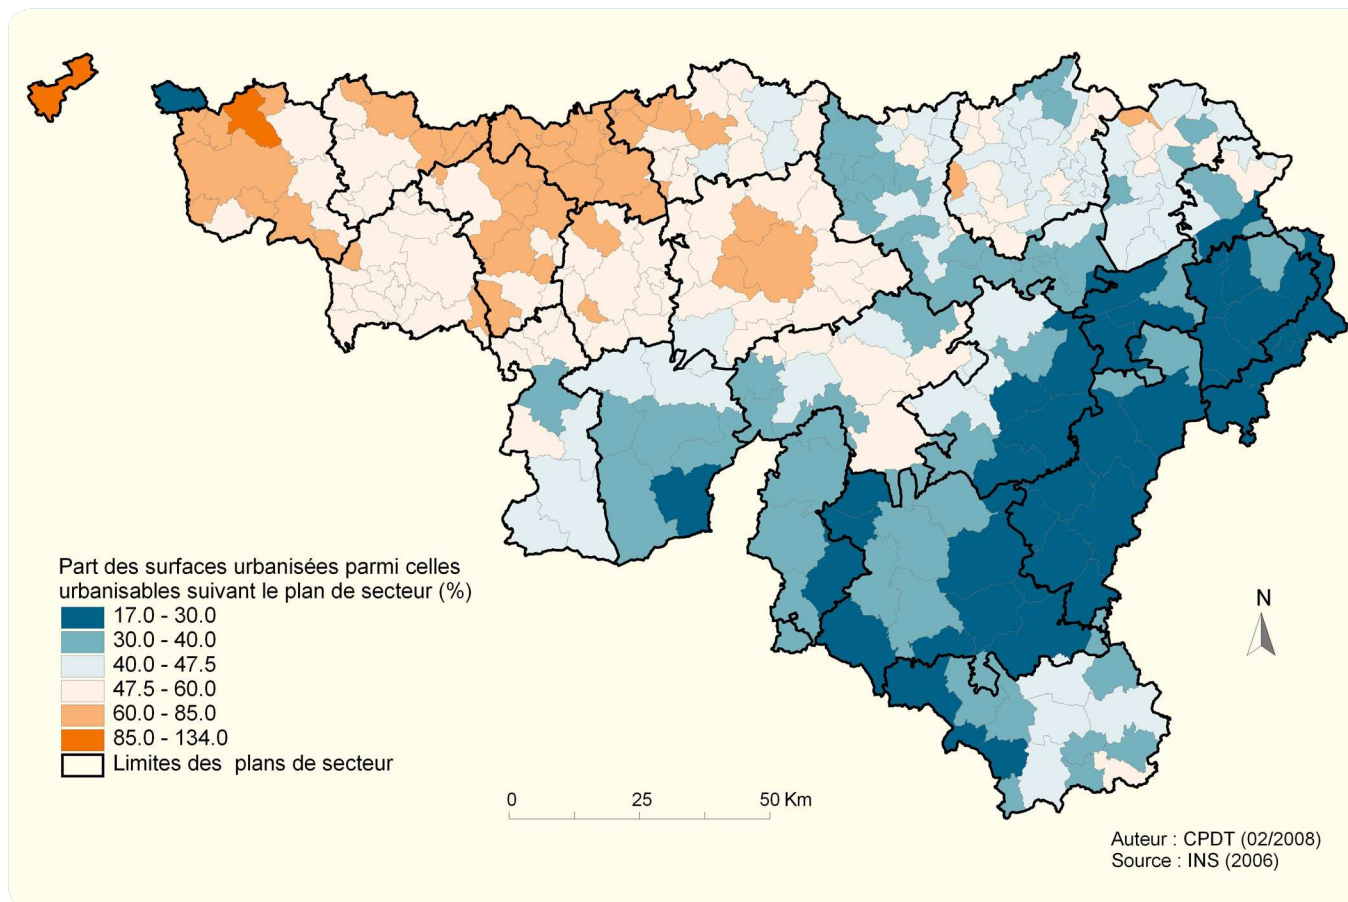 Part des surfaces urbanisées parmi celles
urbanisables suivant le plan de secteur (%)
17.0 - 30.0
30.0 - 40.0
40.0 - 47.5
47.5 - 60.0
60.0 - 85.0
85.0 - 134.0
Limites des plans de secteur
N
0 25 50 Km
Auteur : CPDT (02/2008)
Source : INS (2006)